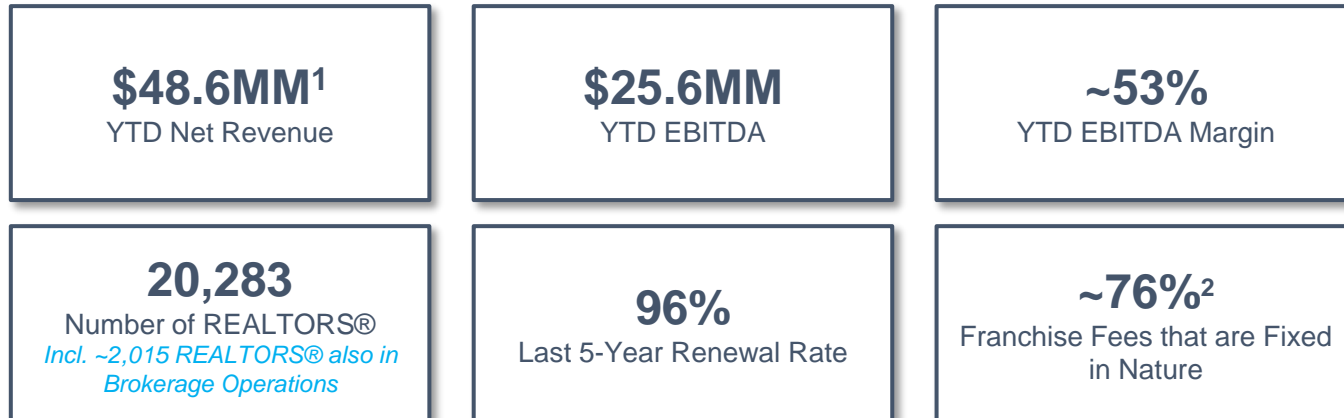 $48.6MM1
YTD Net Revenue
$25.6MM
YTD EBITDA
~53%
YTD EBITDA Margin
20,283
Number of REALTORS®
Incl. ~2,015 REALTORS® also in
Brokerage Operations
96%
Last 5-Year Renewal Rate
~76%2
Franchise Fees that are Fixed
in Nature